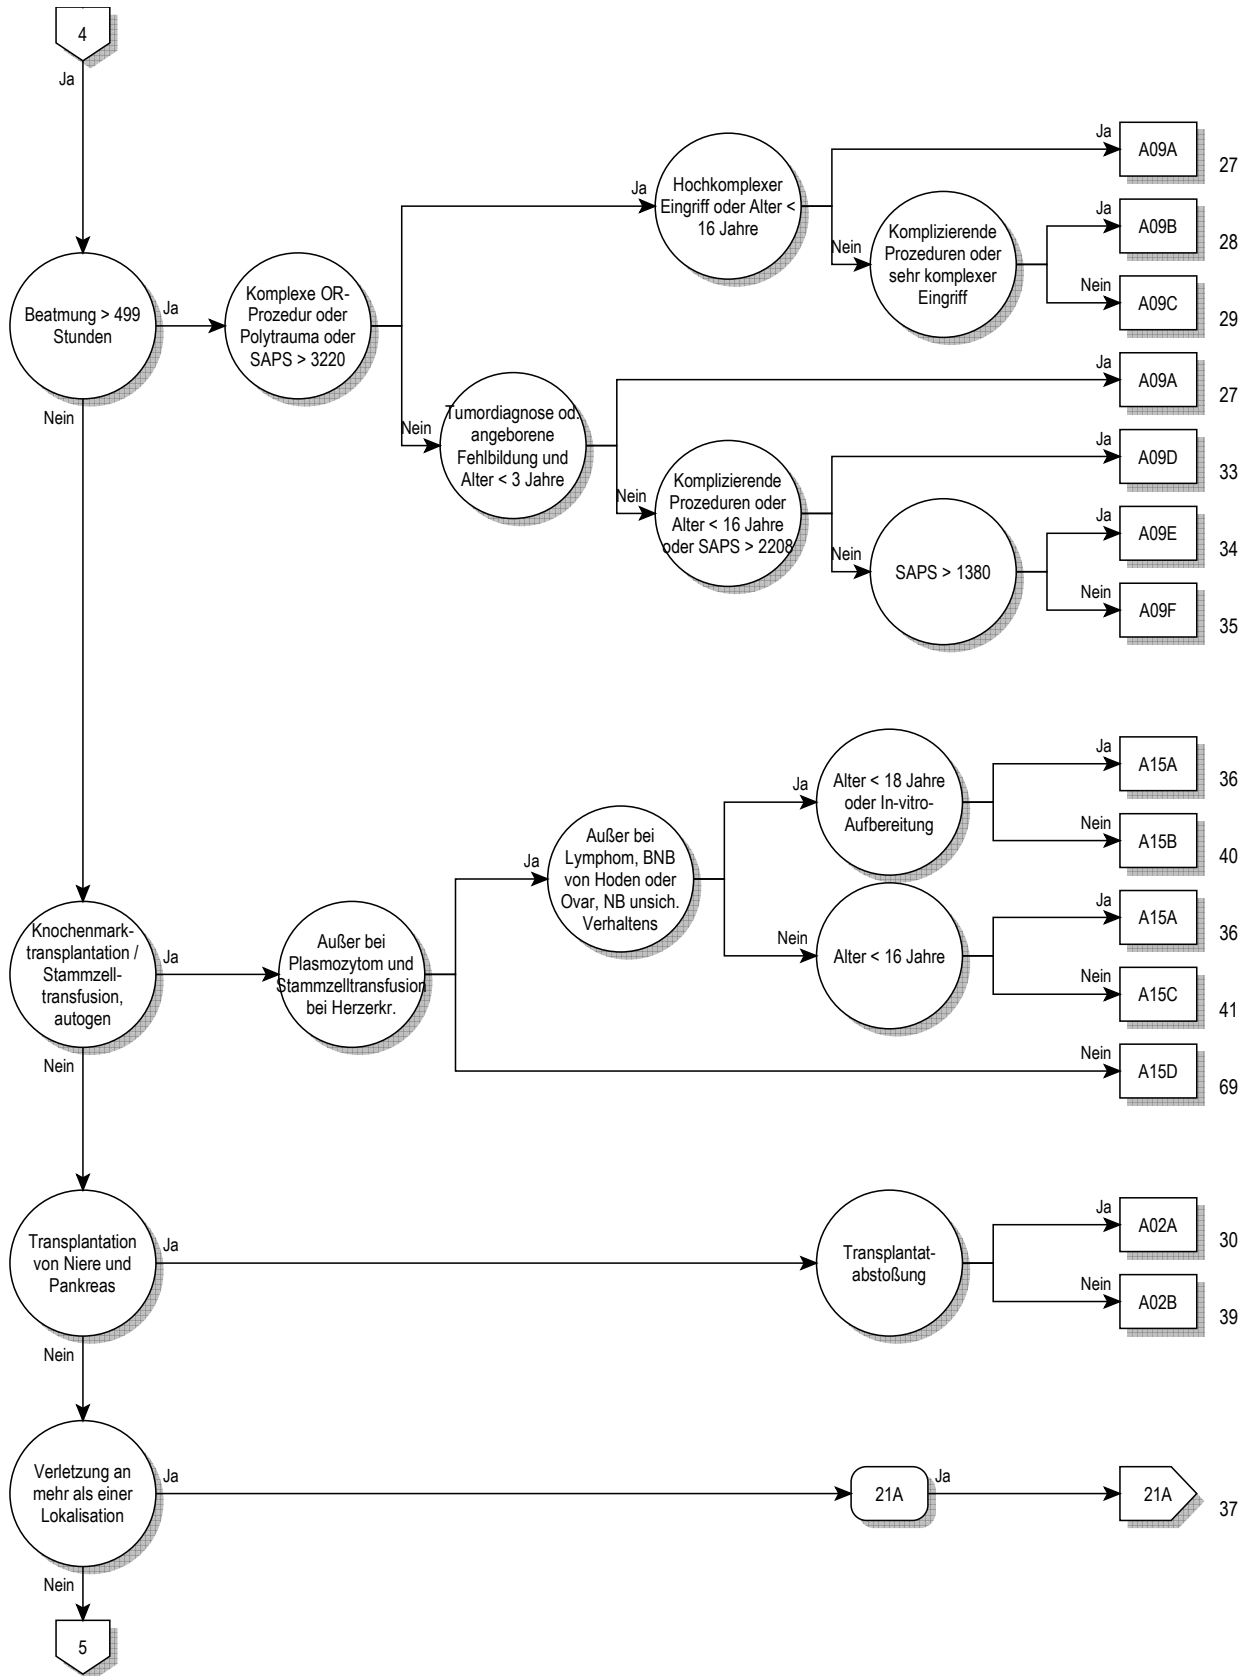 4
Ja
Ja
A09A
27
Ja
Hochkomplexer
Eingriff oder Alter <
16 Jahre
Ja
A09B
28
Nein
Komplizierende
Prozeduren oder
sehr komplexer
Eingriff
Nein
A09C
29
Beatmung > 499
Stunden
Ja
Komplexe OR-
Prozedur oder
Polytrauma oder
SAPS > 3220
Ja
A09A
27
Nein
Nein
Tumordiagnose od.
angeborene
Fehlbildung und
Alter < 3 Jahre
Ja
A09D
33
Nein
Komplizierende
Prozeduren oder
Alter < 16 Jahre
oder SAPS > 2208
Ja
A09E
34
Nein
SAPS > 1380
Nein
A09F
35
Ja
A15A
36
Ja
Alter < 18 Jahre
oder In-vitro-
Aufbereitung
Nein
A15B
40
Ja
Außer bei
Lymphom, BNB
von Hoden oder
Ovar, NB unsich.
Verhaltens
Ja
A15A
36
Nein
Alter < 16 Jahre
Nein
A15C
41
Knochenmark-
transplantation /
Stammzell-
transfusion,
autogen
Ja
Außer bei
Plasmozytom und
Stammzelltransfusion
bei Herzerkr.
Nein
A15D
69
Nein
Ja
A02A
30
Transplantation
von Niere und
Pankreas
Ja
Transplantat-
abstoßung
Nein
A02B
39
Nein
Verletzung an
mehr als einer
Lokalisation
Ja
21A
Ja
21A
37
Nein
5